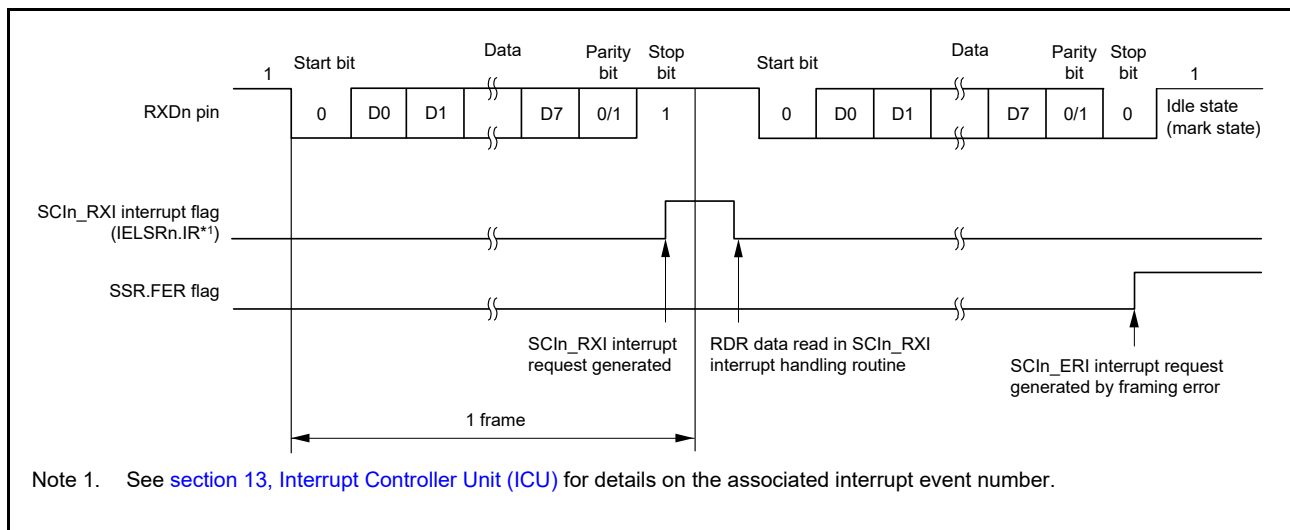 Start bit Data Parity bit Stop bit Start bit Data Parity bit Stop bit
1 1
RXDn pin 0 D0 D1 D7 0/1 1 0 D0 D1 D7 0/1 0 Idle state (mark state)
SCIn_RXI interrupt flag
(IELSRn.IR*1)
SSR.FER flag
SCIn_RXI interrupt
request generated
RDR data read in SCIn_RXI
interrupt handling routine
SCIn_ERI interrupt request
generated by framing error
1 frame
Note 1. See section 13, Interrupt Controller Unit (ICU) for details on the associated interrupt event number.